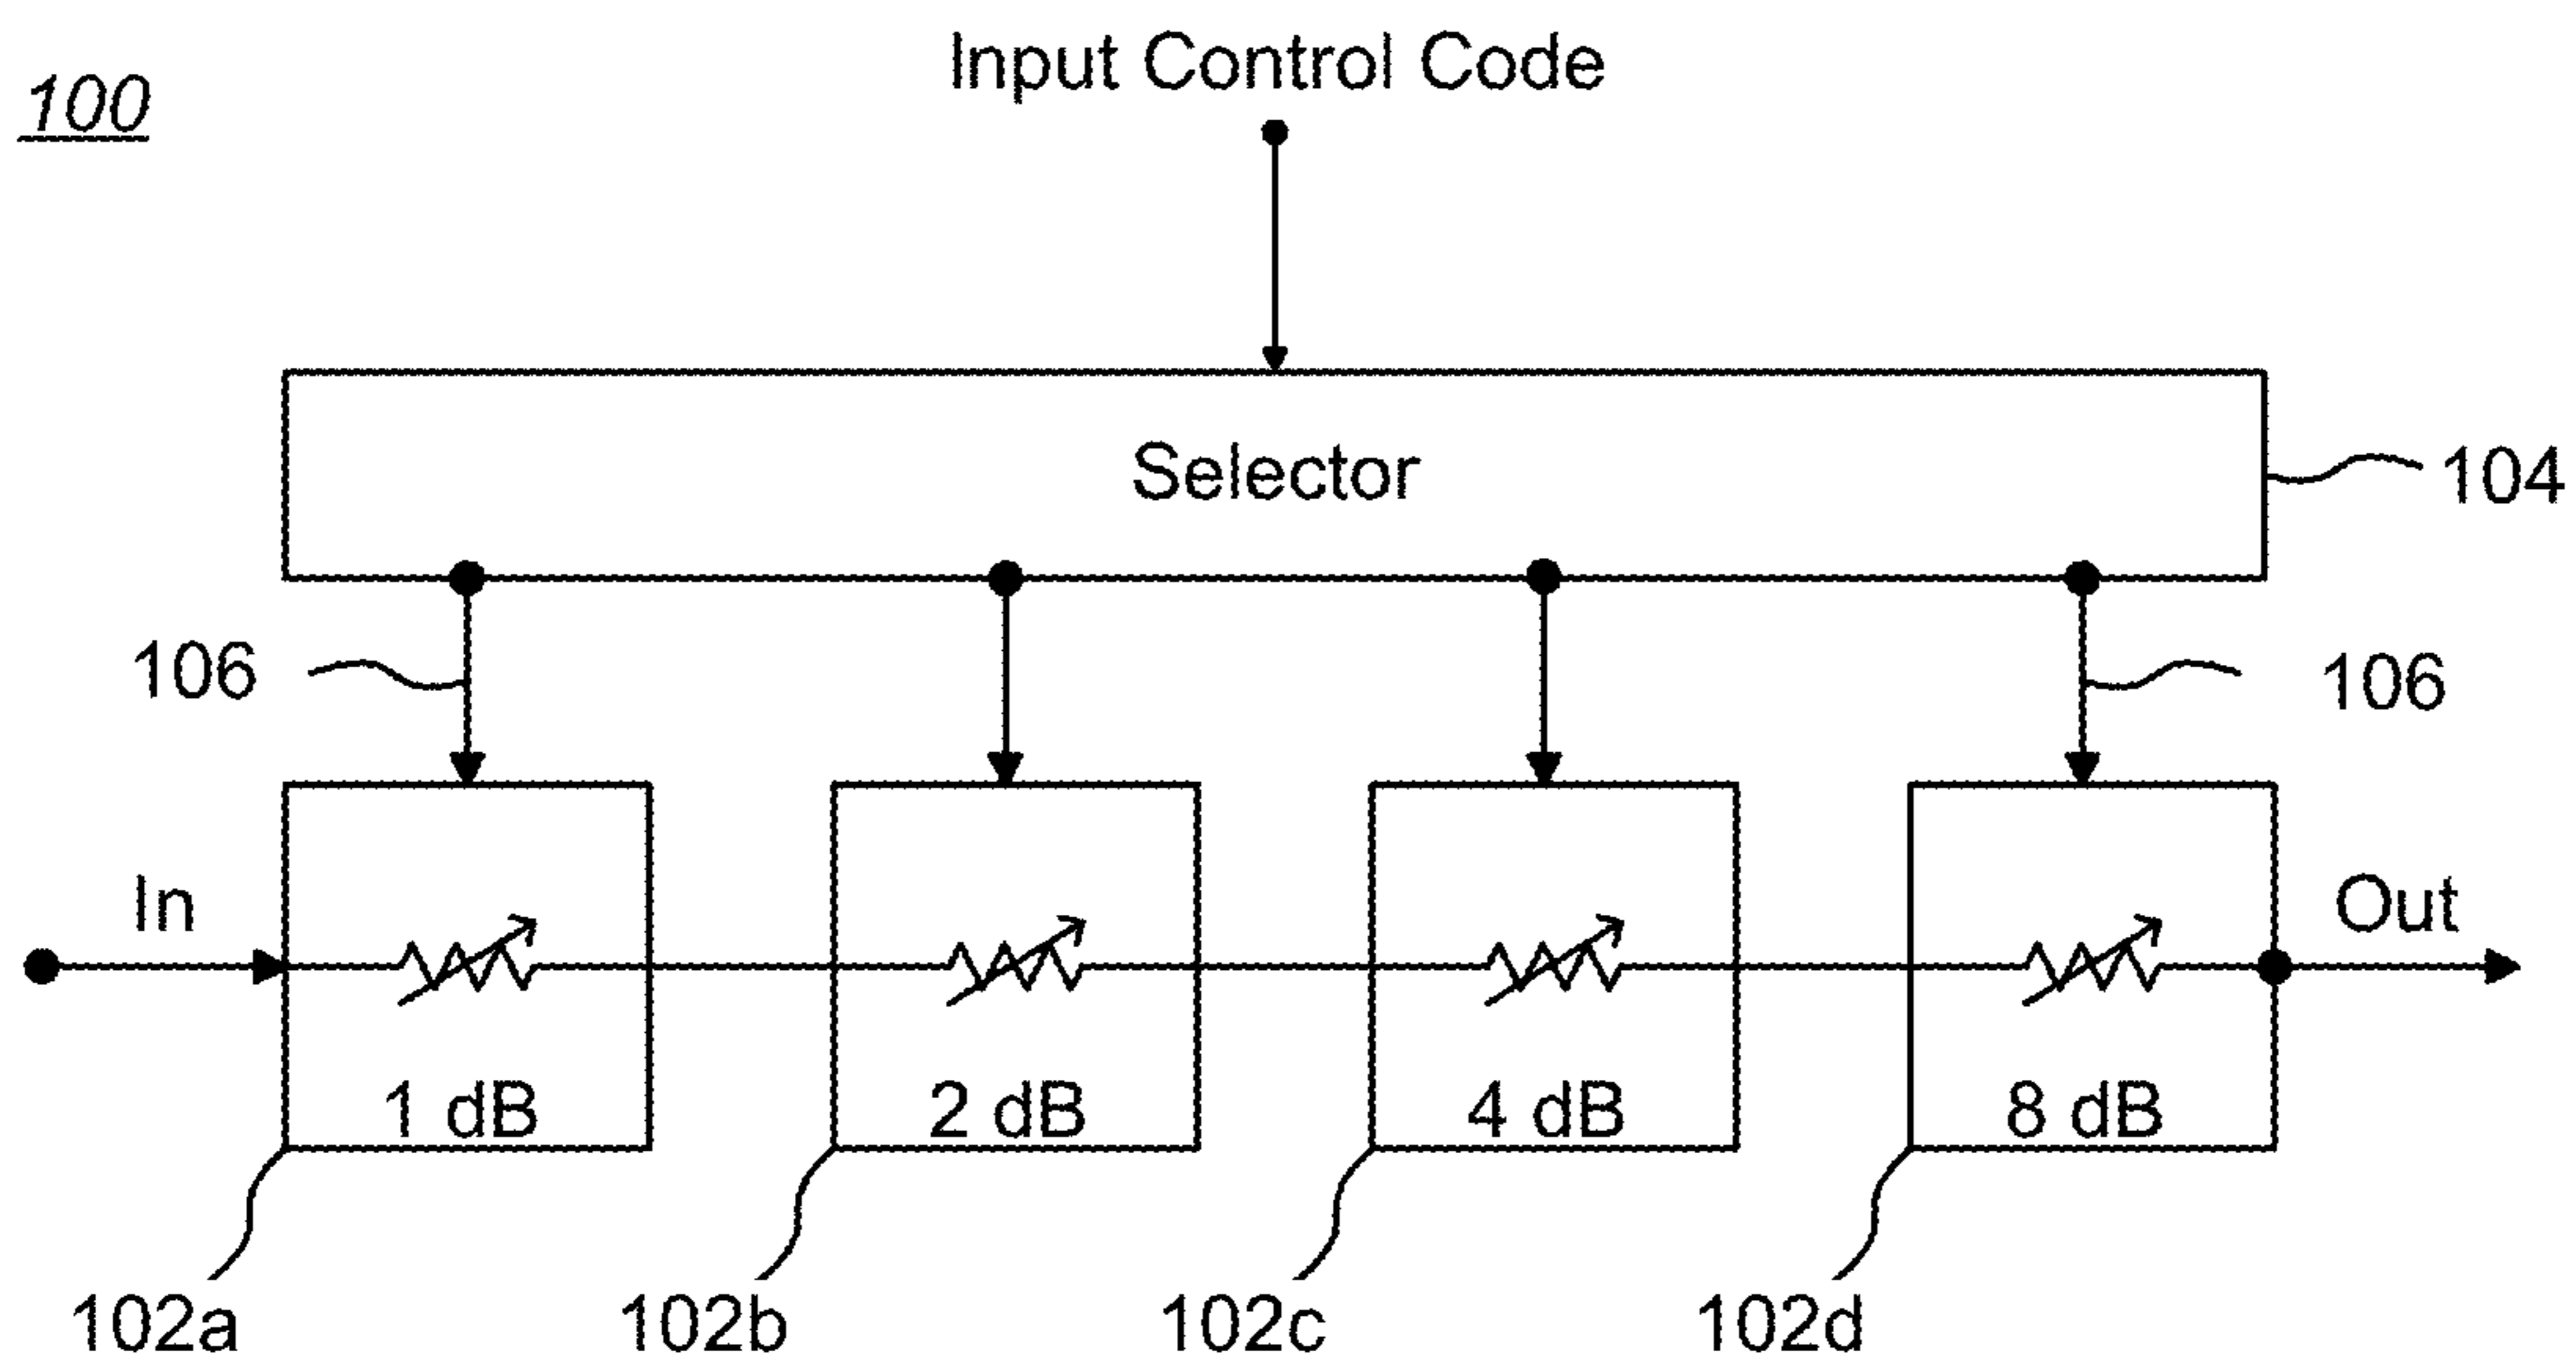 100
Input Control Code
Selector
104
106
106
In
Out
1 dB
2 dB
4 dB
8 dB
102a
102b
102c
102d